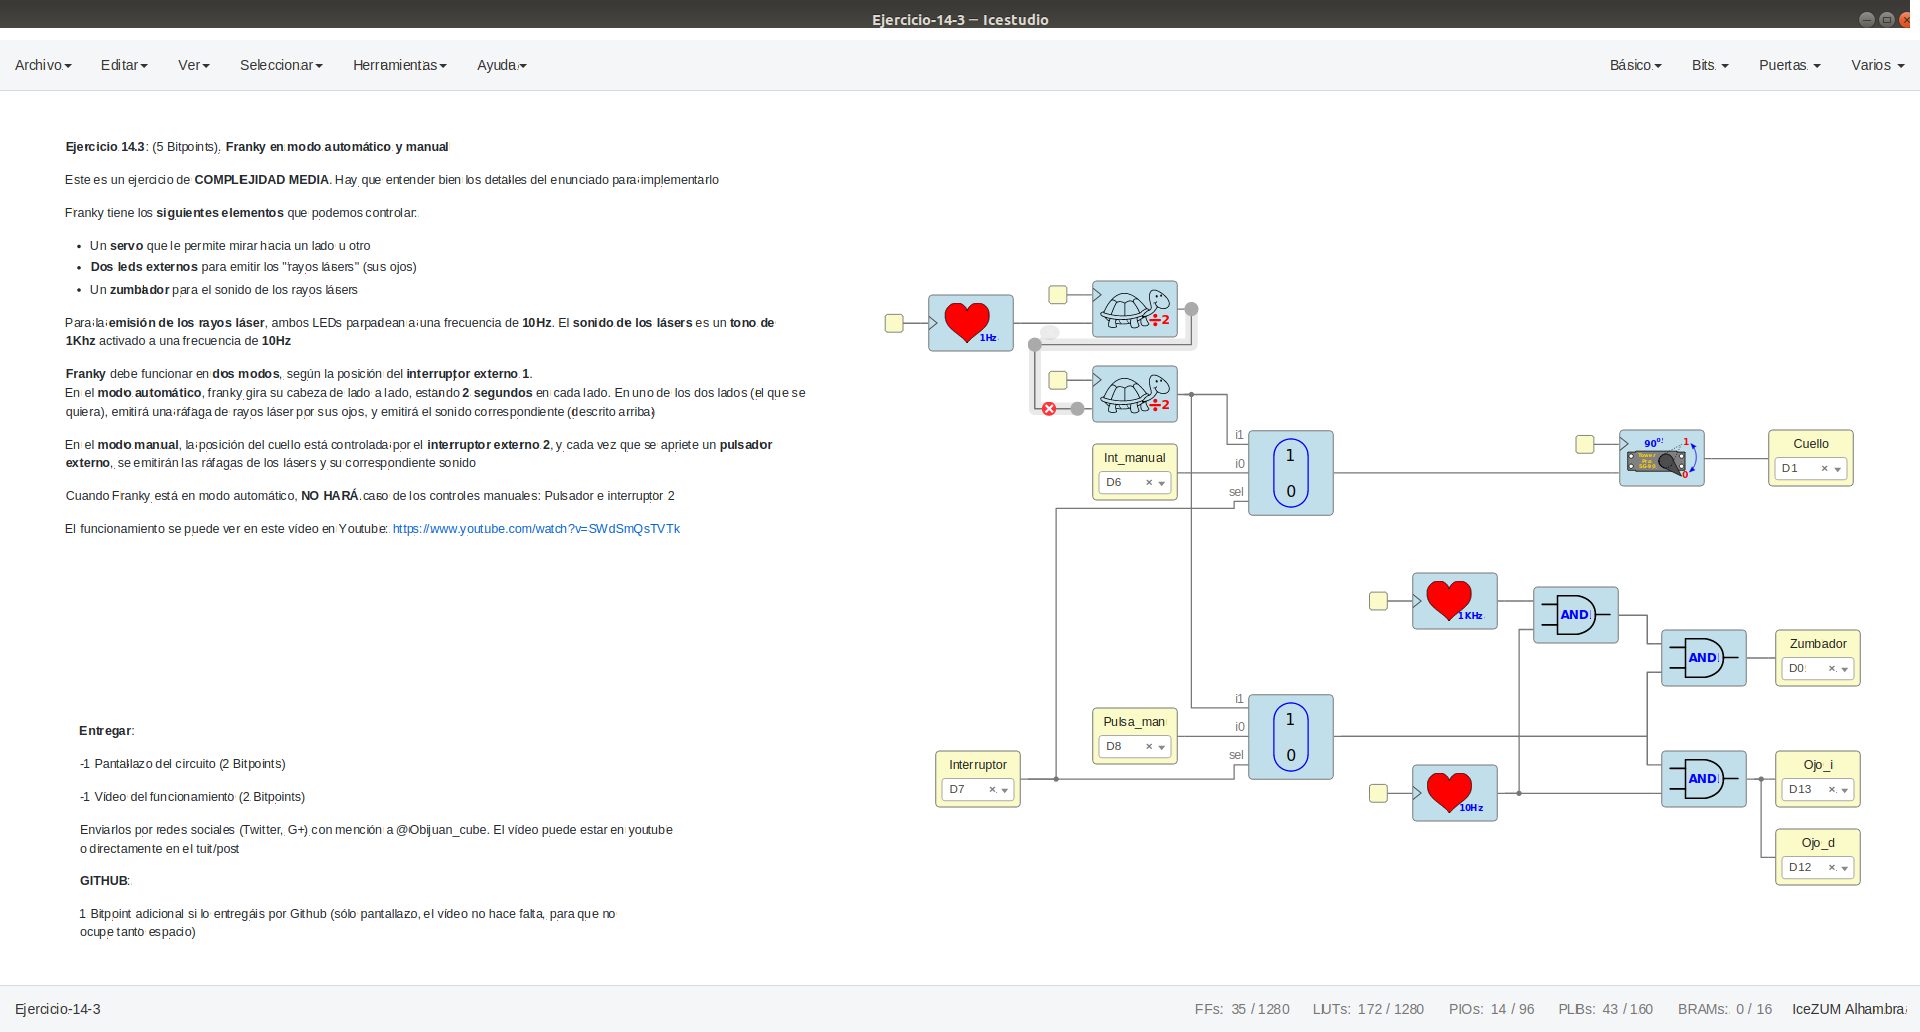 Ejercicio-14-3 — Icestudio
Archivo Editar Ver Seleccionar Herramientas Ayuda Básico Bits Puertas Varios
Ejercicio 14.3: (5 Bitpoints), Franky en modo automático y manual
Este es un ejercicio de COMPLEJIDAD MEDIA. Hay que entender bien los detalles del enunciado para implementarlo
Franky tiene los siguientes elementos que podemos controlar:
• Un servo que le permite mirar hacia un lado u otro
• Dos leds externos para emitir los "rayos lásers" (sus ojos)
• Un zumbador para el sonido de los rayos lásers
Para la emisión de los rayos láser, ambos LEDs parpadean a una frecuencia de 10Hz. El sonido de los lásers es un tono de
1Khz activado a una frecuencia de 10Hz
Franky debe funcionar en dos modos, según la posición del interruptor externo 1.
En el modo automático, franky gira su cabeza de lado a lado, estando 2 segundos en cada lado. En uno de los dos lados (el que se
quiera), emitirá una ráfaga de rayos láser por sus ojos, y emitirá el sonido correspondiente (descrito arriba)
En el modo manual, la posición del cuello está controlada por el interruptor externo 2, y cada vez que se apriete un pulsador
externo, se emitirán las ráfagas de los lásers y su correspondiente sonido
Cuando Franky está en modo automático, NO HARÁ caso de los controles manuales: Pulsador e interruptor 2
El funcionamiento se puede ver en este vídeo en Youtube: https://www.youtube.com/watch?v=SWdSmQsTVTk
Entregar:
-1 Pantallazo del circuito (2 Bitpoints)
-1 Vídeo del funcionamiento (2 Bitpoints)
Enviarlos por redes sociales (Twitter, G+) con mención a @Obijuan_cube. El vídeo puede estar en youtube
o directamente en el tuit/post
GITHUB:
1 Bitpoint adicional si lo entregáis por Github (sólo pantallazo, el vídeo no hace falta, para que no
ocupe tanto espacio)
1Hz
÷2
÷2
Int_manual
D6
i1
i0
sel
1
0
90º
1
0
Cuello
D1
1KHz
AND
AND
Zumbador
D0
Pulsa_man
D8
i1
i0
sel
1
0
Interruptor
D7
10Hz
AND
Ojo_i
D13
Ojo_d
D12
Ejercicio-14-3 FFs: 35 / 1280 LUTs: 172 / 1280 PIOs: 14 / 96 PLBs: 43 / 160 BRAMs: 0 / 16 IceZUM Alhambra